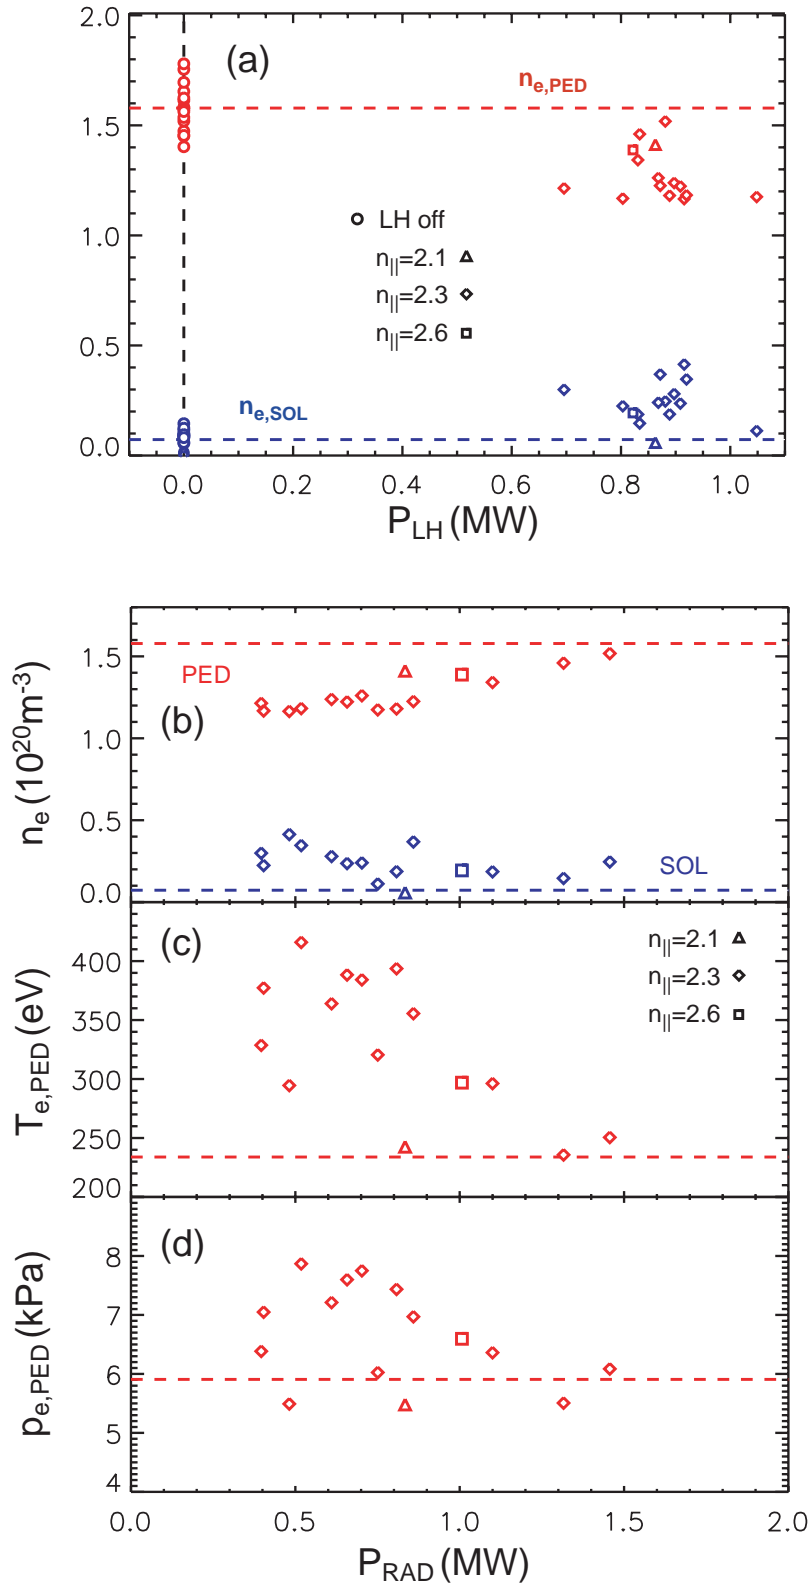 2.0
(a)
n_e,PED
1.5
LH off
1.0
n_||=2.1
n_||=2.3
n_||=2.6
0.5
n_e,SOL
0.0
0.0 0.2 0.4 0.6 0.8 1.0
P_LH (MW)
1.5
PED
(b)
1.0
n_e (10^20 m^-3)
0.5
SOL
0.0
(c)
n_||=2.1
400
n_||=2.3
350
n_||=2.6
T_e,PED (eV)
300
250
200
(d)
8
7
p_e,PED (kPa)
6
5
4
0.0 0.5 1.0 1.5 2.0
P_RAD (MW)